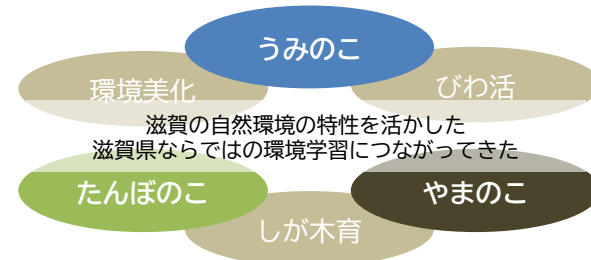 うみのこ
環境美化
びわ活
滋賀の自然環境の特性を活かした
滋賀県ならではの環境学習につながってきた
たんぼのこ
やまのこ
しが木育